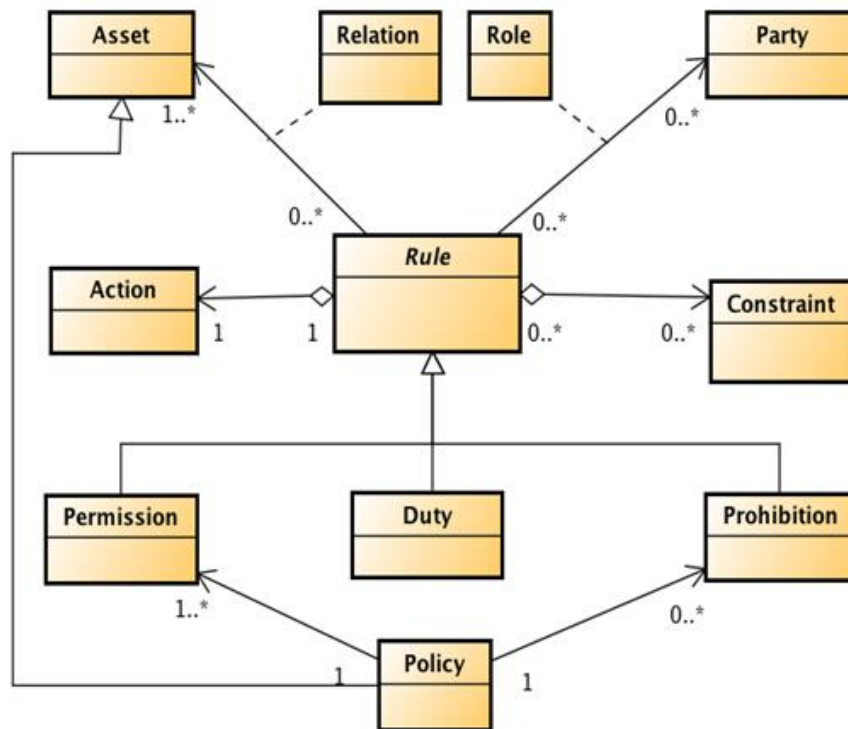 Asset
Relation
Role
Party
1..*
0..*
0..*
0..*
Rule
Action
Constraint
1
1
0..*
0..*
Permission
Duty
Prohibition
1..*
0..*
Policy
1
1